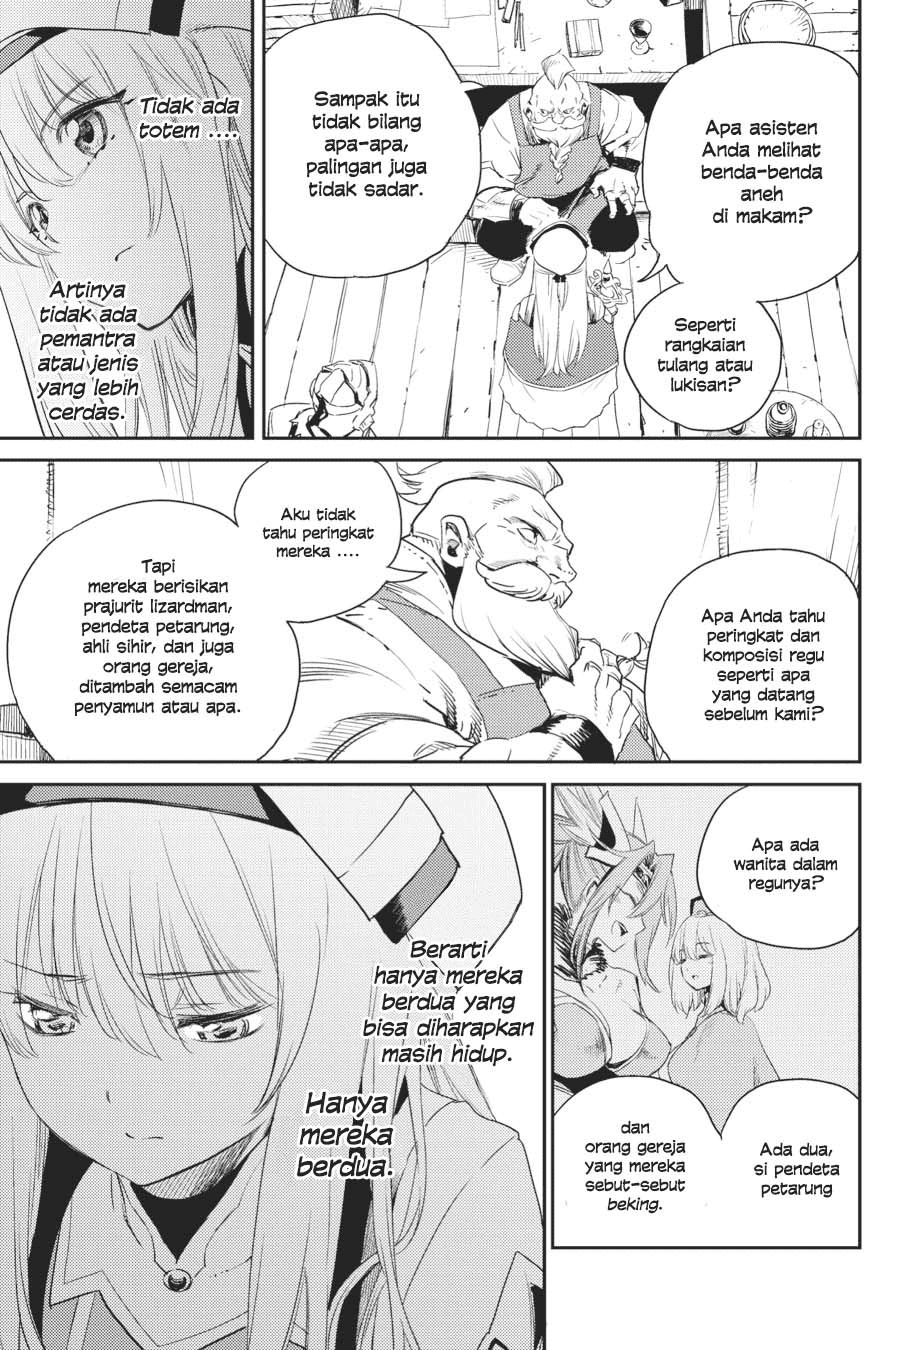 Apa asisten
Anda melihat
benda-benda
aneh
di makam?
Seperti
rangkaian
tulang atau
lukisan?
Sampak itu
tidak bilang
apa-apa,
palingan juga
tidak sadar.
Tidak ada
totem ....
Artinya
tidak ada
pemantra
atau jenis
yang lebih
cerdas.
Apa Anda tahu
peringkat dan
komposisi regu
seperti apa
yang datang
sebelum kami?
Aku tidak
tahu peringkat
mereka ....
Tapi
mereka berisikan
prajurit lizardman,
pendeta petarung,
ahli sihir, dan juga
orang gereja,
ditambah semacam
penyamun atau apa.
Apa ada
wanita dalam
regunya?
Ada dua,
si pendeta
petarung
dan
orang gereja
yang mereka
sebut-sebut
beking.
Berarti
hanya mereka
berdua yang
bisa diharapkan
masih hidup.
Hanya
mereka
berdua.